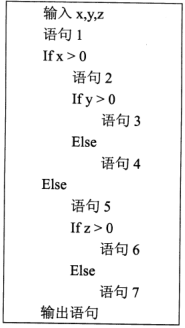 输入 x,y,z
语句 1
If x > 0
语句 2
If y > 0
语句 3
Else
语句 4
Else
语句 5
If z > 0
语句 6
Else
语句 7
输出语句